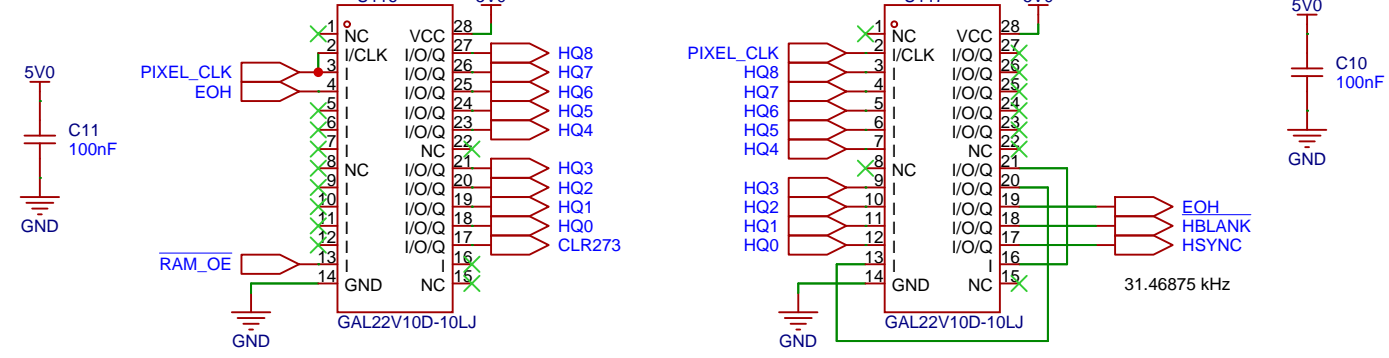 5V0
C11
100nF
GND
PIXEL_CLK
EOH
RAM_OE
GND
1
2
3
4
5
6
7
8
9
10
11
12
13
14
NC
I/CLK
I
I
I
I
I
NC
I
I
I
I
I
GND
VCC
I/O/Q
I/O/Q
I/O/Q
I/O/Q
I/O/Q
NC
I/O/Q
I/O/Q
I/O/Q
I/O/Q
I/O/Q
I
NC
28
27
26
25
24
23
22
21
20
19
18
17
16
15
HQ8
HQ7
HQ6
HQ5
HQ4
HQ3
HQ2
HQ1
HQ0
CLR273
GAL22V10D-10LJ
PIXEL_CLK
HQ8
HQ7
HQ6
HQ5
HQ4
HQ3
HQ2
HQ1
HQ0
GND
1
2
3
4
5
6
7
8
9
10
11
12
13
14
NC
I/CLK
I
I
I
I
I
NC
I
I
I
I
I
GND
VCC
I/O/Q
I/O/Q
I/O/Q
I/O/Q
I/O/Q
NC
I/O/Q
I/O/Q
I/O/Q
I/O/Q
I/O/Q
I
NC
28
27
26
25
24
23
22
21
20
19
18
17
16
15
EOH
HBLANK
HSYNC
31.46875 kHz
GAL22V10D-10LJ
5V0
C10
100nF
GND